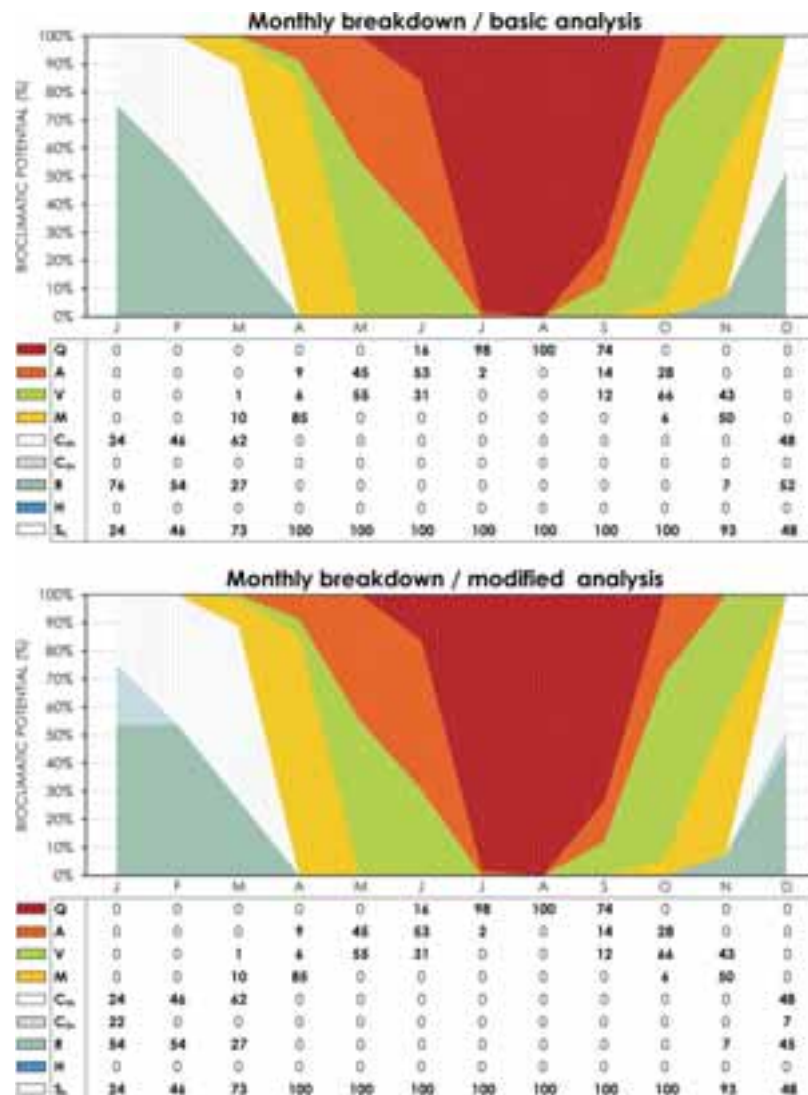 Monthly breakdown / basic analysis
BIOCLIMATIC POTENTIAL (%)
100%
90%
80%
70%
60%
50%
40%
30%
20%
10%
0%
J F M A M J J A S O N D
Q 0 0 0 0 0 16 98 100 74 0 0 0
A 0 0 0 9 45 53 2 0 14 28 0 0
V 0 0 1 6 55 31 0 0 12 66 43 0
M 0 0 10 85 0 0 0 0 0 6 50 0
24 46 62 0 0 0 0 0 0 0 0 48
0 0 0 0 0 0 0 0 0 0 0 0
R 76 54 27 0 0 0 0 0 0 0 7 52
H 0 0 0 0 0 0 0 0 0 0 0 0
24 46 73 100 100 100 100 100 100 100 93 48
Monthly breakdown / modified analysis
BIOCLIMATIC POTENTIAL (%)
100%
90%
80%
70%
60%
50%
40%
30%
20%
10%
0%
J F M A M J J A S O N D
Q 0 0 0 0 0 16 98 100 74 0 0 0
A 0 0 0 9 45 53 2 0 14 28 0 0
V 0 0 1 6 55 31 0 0 12 66 43 0
M 0 0 10 85 0 0 0 0 0 6 50 0
24 46 62 0 0 0 0 0 0 0 0 48
22 0 0 0 0 0 0 0 0 0 0 7
R 54 54 27 0 0 0 0 0 0 0 7 45
H 0 0 0 0 0 0 0 0 0 0 0 0
24 46 73 100 100 100 100 100 100 100 93 48